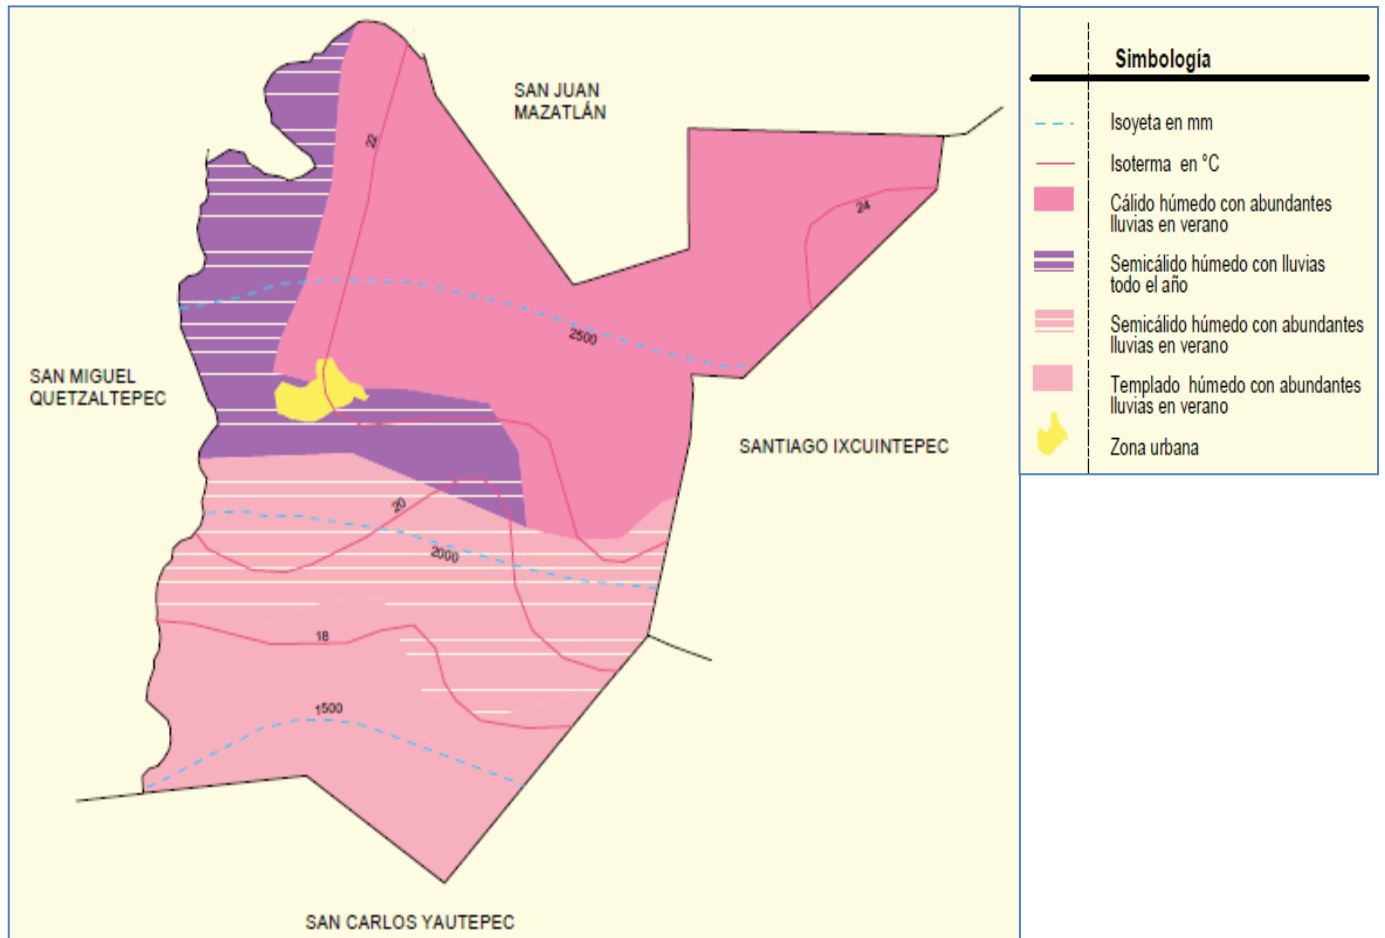 SAN JUAN
MAZATLÁN
22
24
2500
SAN MIGUEL
QUETZALTEPEC
SANTIAGO IXCUINTEPEC
20
2000
18
1500
SAN CARLOS YAUTEPEC
Simbología
Isoyeta en mm
Isoterma en °C
Cálido húmedo con abundantes
lluvias en verano
Semicálido húmedo con lluvias
todo el año
Semicálido húmedo con abundantes
lluvias en verano
Templado húmedo con abundantes
lluvias en verano
Zona urbana